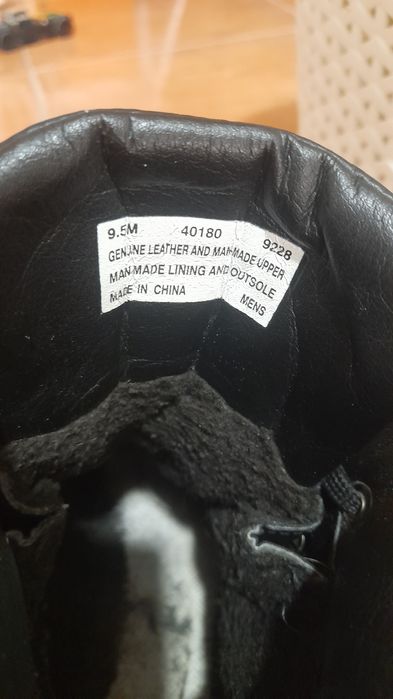 9.5M 40180 9228
GENUINE LEATHER AND MAN-MADE UPPER
MAN-MADE LINING AND OUTSOLE
MADE IN CHINA MENS